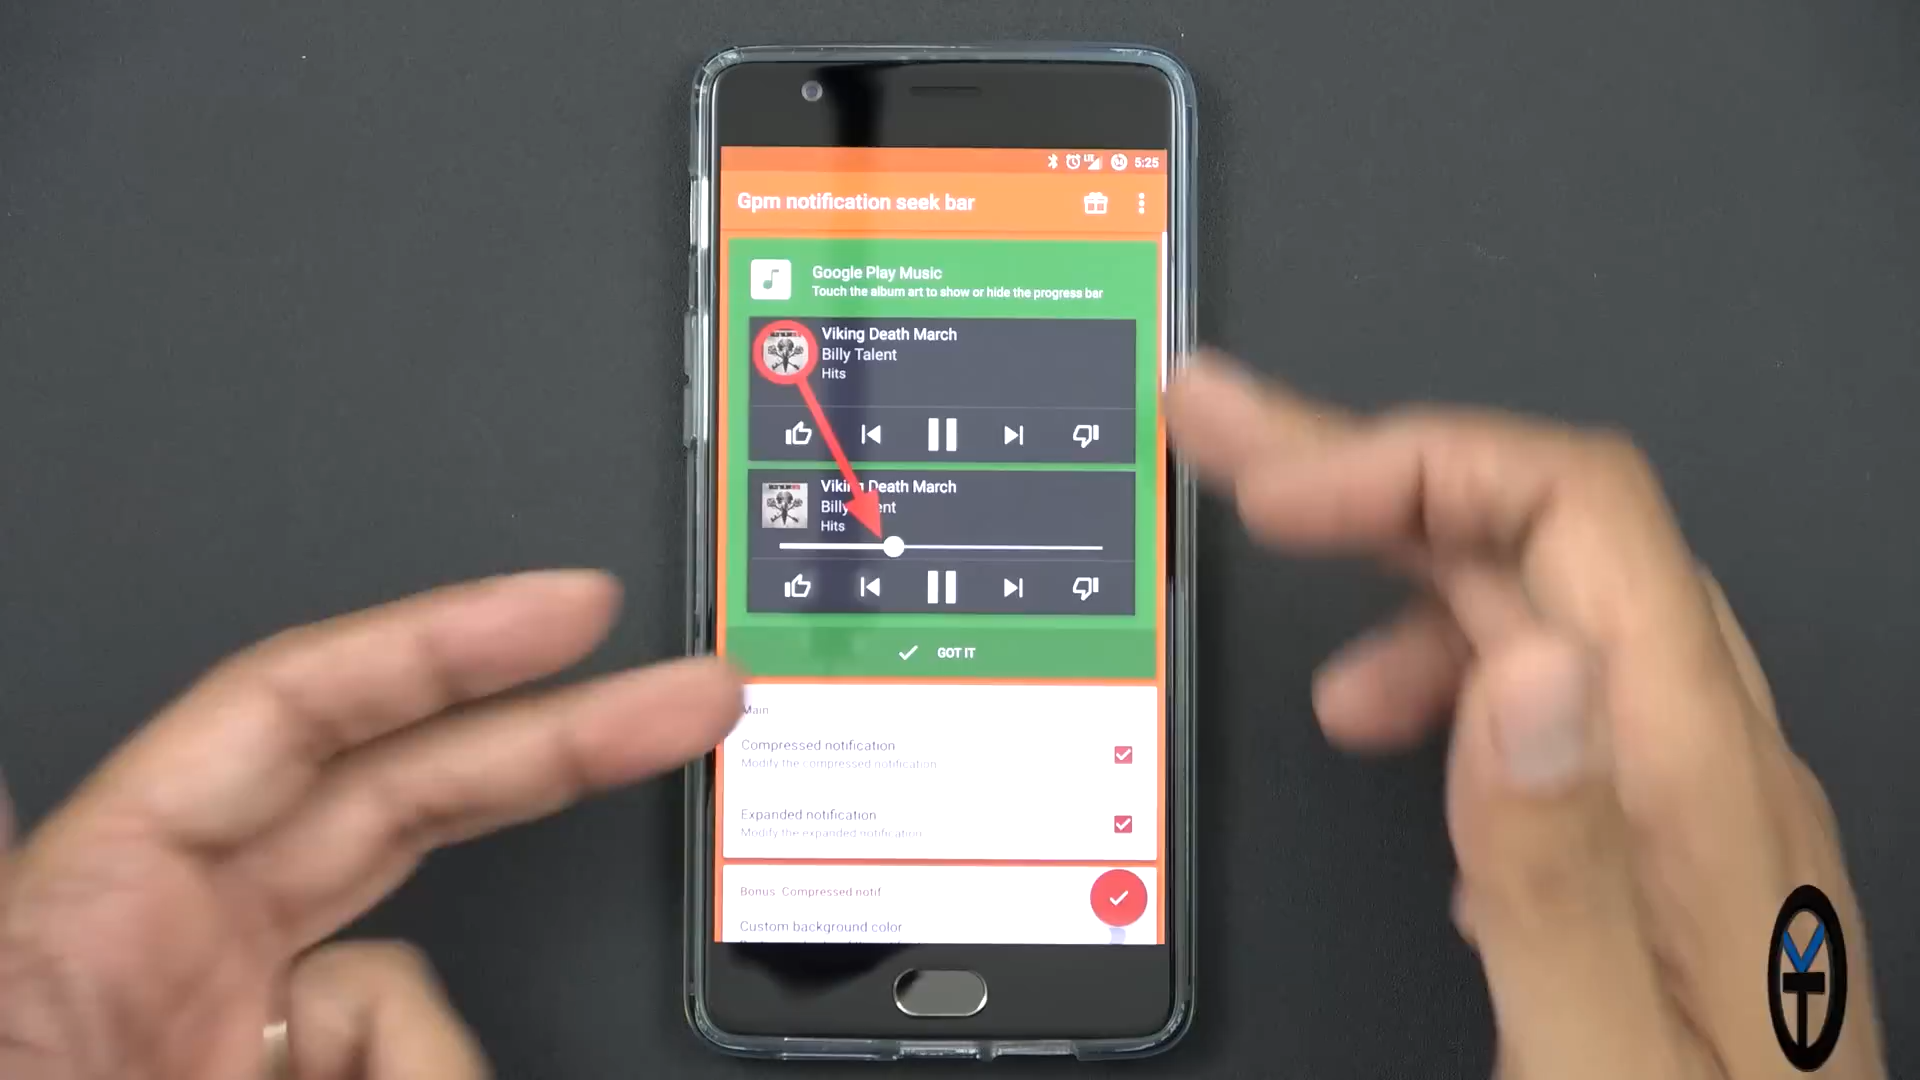 LTE 5:25
Gpm notification seek bar
Google Play Music
Touch the album art to show or hide the progress bar
Viking Death March
Billy Talent
Hits
Viking Death March
Hits
GOT IT
Main
Compressed notification
Modify the compressed notification
Expanded notification
Modify the expanded notification
Bonus: Compressed notif
Custom background color